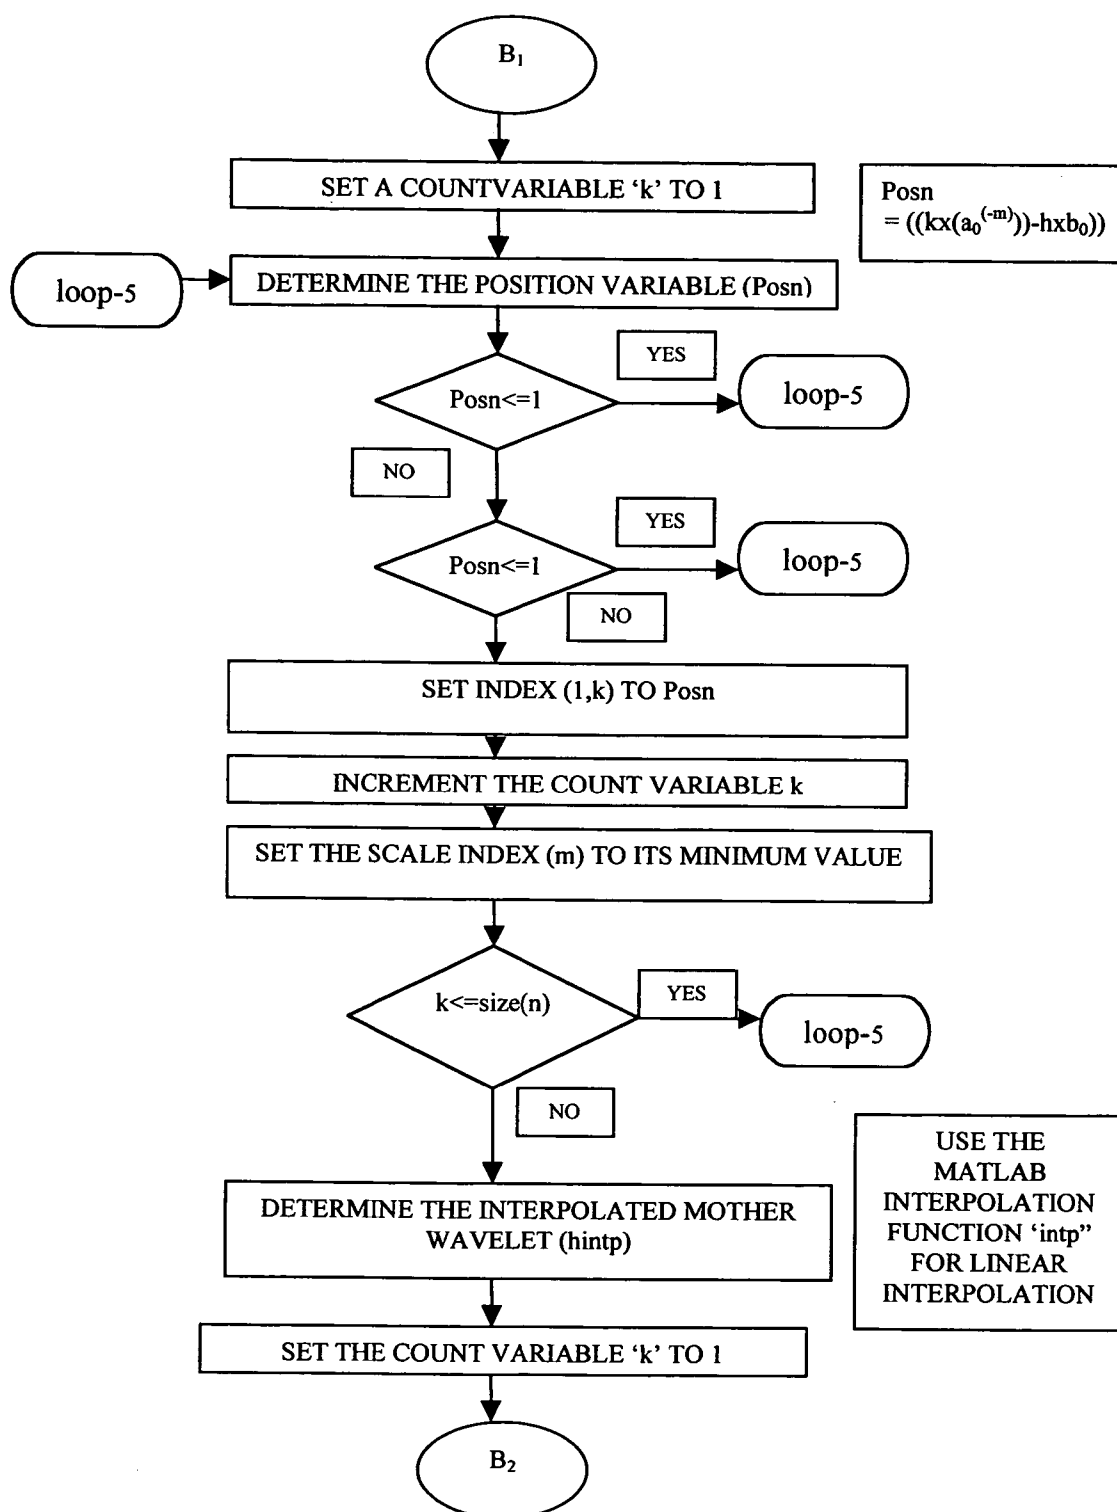 B₁
SET A COUNTVARIABLE ‘k’ TO 1
Posn
= ((kx(a₀⁽⁻ᵐ⁾))-hxb₀))
loop-5
DETERMINE THE POSITION VARIABLE (Posn)
YES
Posn<=1
loop-5
NO
YES
Posn<=1
loop-5
NO
SET INDEX (1,k) TO Posn
INCREMENT THE COUNT VARIABLE k
SET THE SCALE INDEX (m) TO ITS MINIMUM VALUE
k<=size(n)
YES
loop-5
NO
USE THE
MATLAB
INTERPOLATION
FUNCTION ‘intp”
FOR LINEAR
INTERPOLATION
DETERMINE THE INTERPOLATED MOTHER
WAVELET (hintp)
SET THE COUNT VARIABLE ‘k’ TO 1
B₂